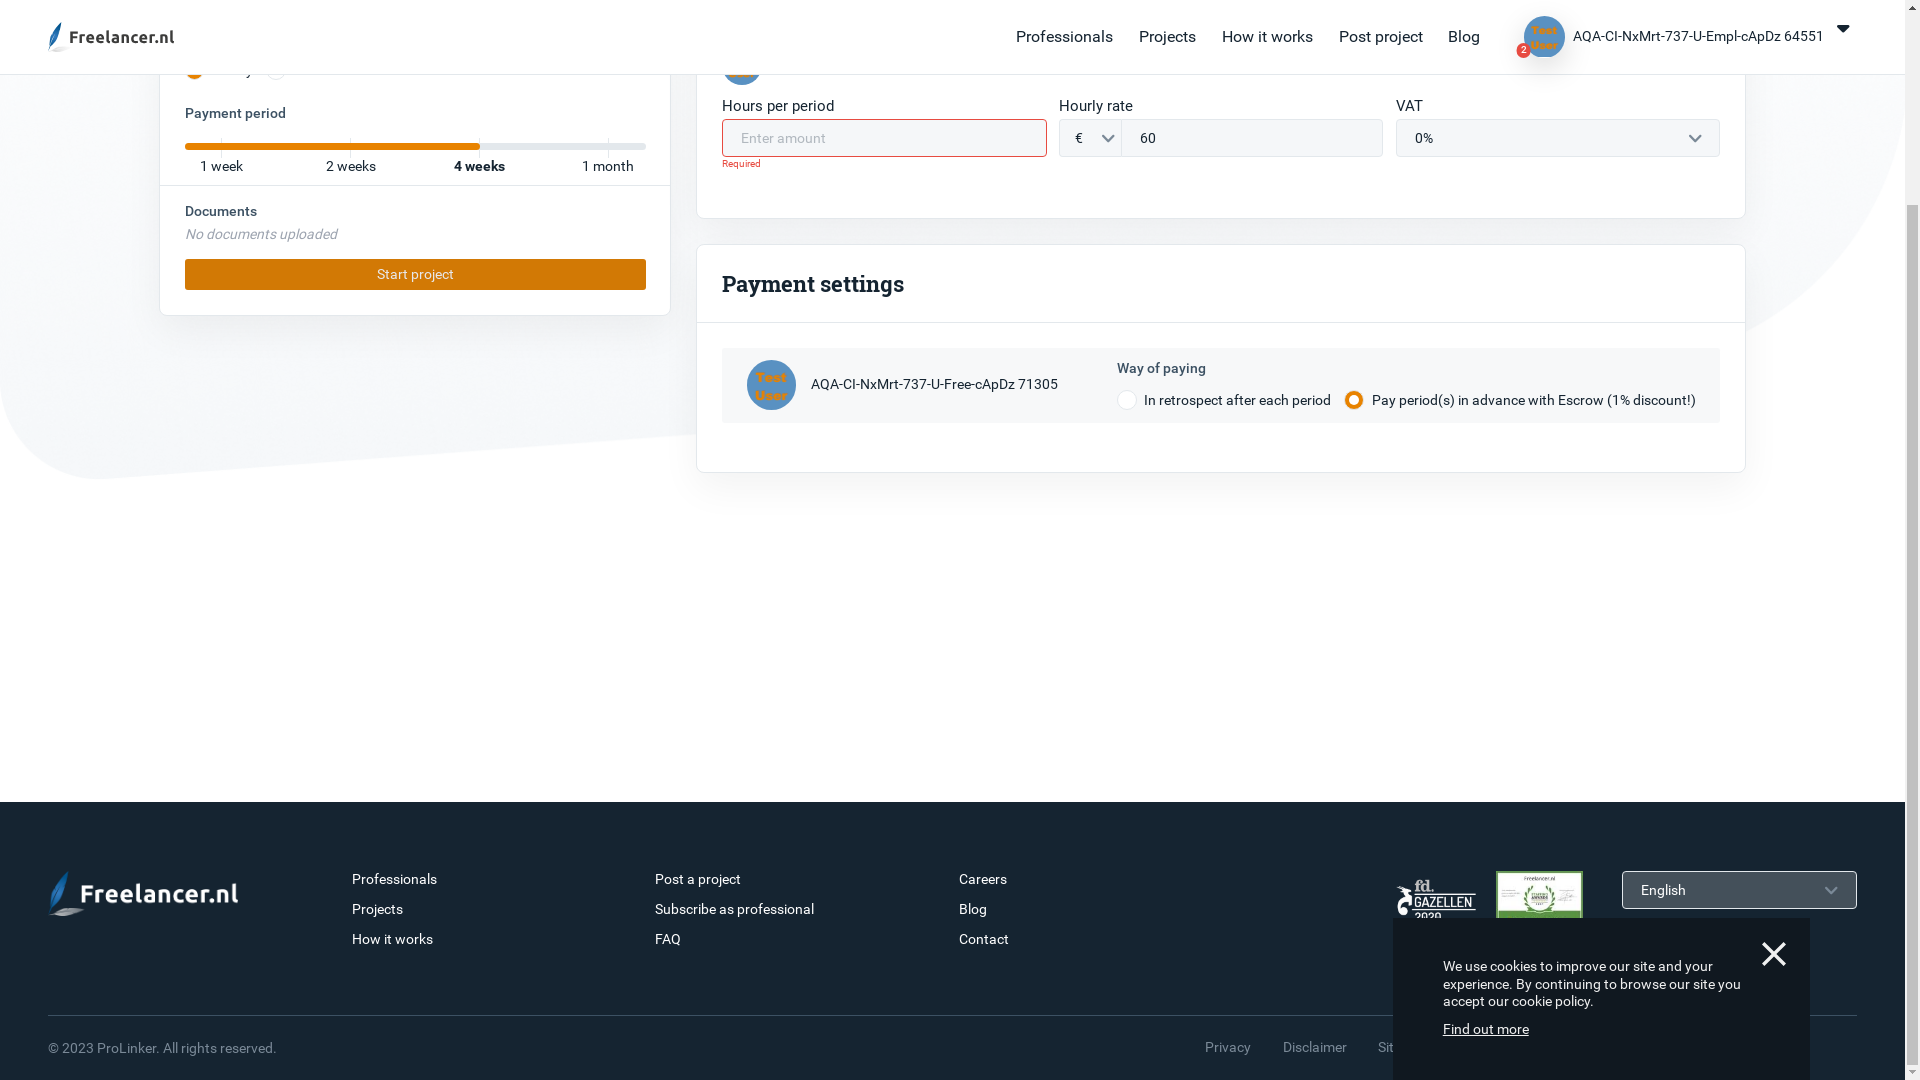 Freelancer.nl
Professionals
Projects
How it works
Post project
Blog
Test
User
2
AQA-CI-NxMrt-737-U-Empl-cApDz 64551
Payment period
1 week
2 weeks
4 weeks
1 month
Documents
No documents uploaded
Start project
Hours per period
Enter amount
Required
Hourly rate
€
60
VAT
0%
Payment settings
Test
User
AQA-CI-NxMrt-737-U-Free-cApDz 71305
Way of paying
In retrospect after each period
Pay period(s) in advance with Escrow (1% discount!)
Freelancer.nl
Professionals
Projects
How it works
Post a project
Subscribe as professional
FAQ
Careers
Blog
Contact
fd.
GAZELLEN
2020
Freelancer.nl
English
We use cookies to improve our site and your
experience. By continuing to browse our site you
accept our cookie policy.
Find out more
© 2023 ProLinker. All rights reserved.
Privacy
Disclaimer
Sit